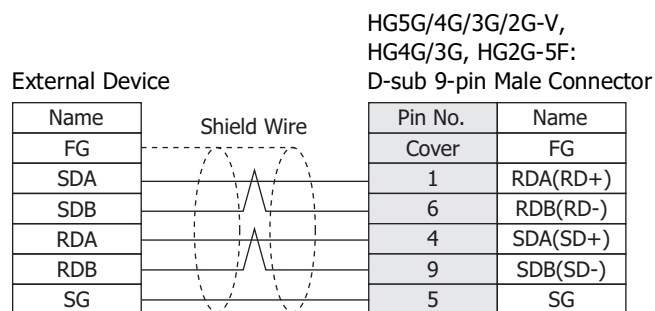 HG5G/4G/3G/2G-V,
HG4G/3G, HG2G-5F:
External Device D-sub 9-pin Male Connector
Name Shield Wire Pin No. Name
FG Cover FG
SDA 1 RDA(RD+)
SDB 6 RDB(RD-)
RDA 4 SDA(SD+)
RDB 9 SDB(SD-)
SG 5 SG